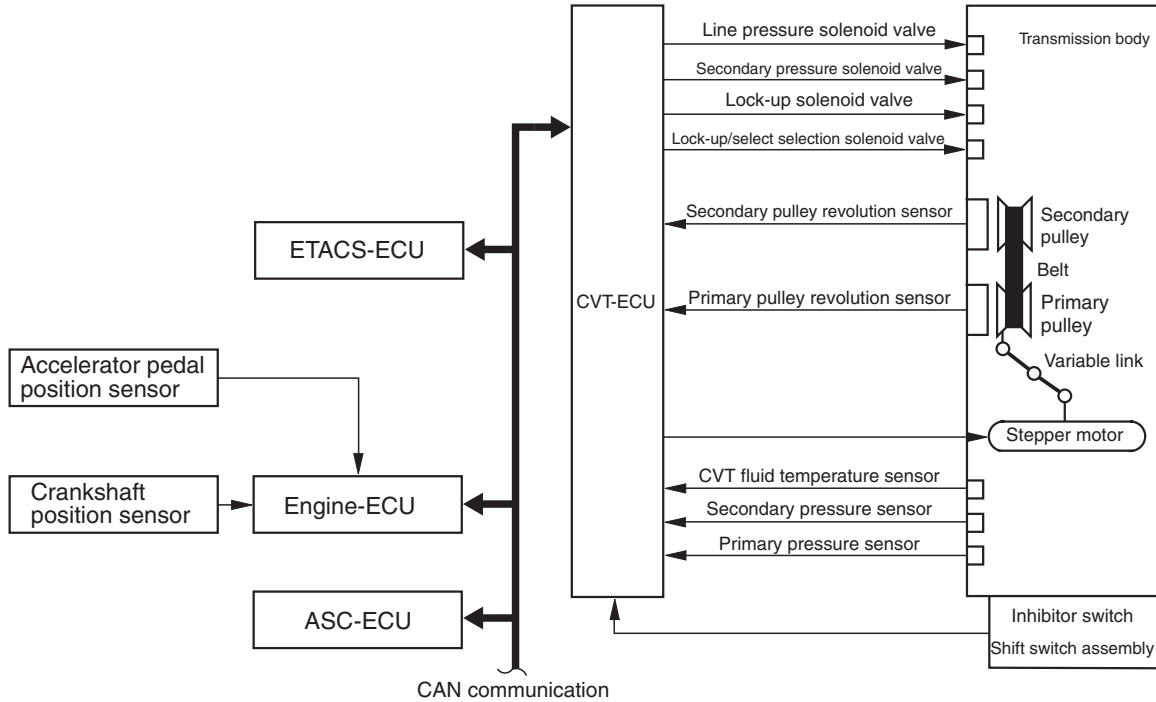 Line pressure solenoid valve
Transmission body
Secondary pressure solenoid valve
Lock-up solenoid valve
Lock-up/select selection solenoid valve
Secondary pulley revolution sensor
Secondary
pulley
ETACS-ECU
Belt
CVT-ECU
Primary pulley revolution sensor
Primary
pulley
Accelerator pedal
position sensor
Variable link
Stepper motor
CVT fluid temperature sensor
Crankshaft
position sensor
Engine-ECU
Secondary pressure sensor
Primary pressure sensor
ASC-ECU
Inhibitor switch
Shift switch assembly
CAN communication